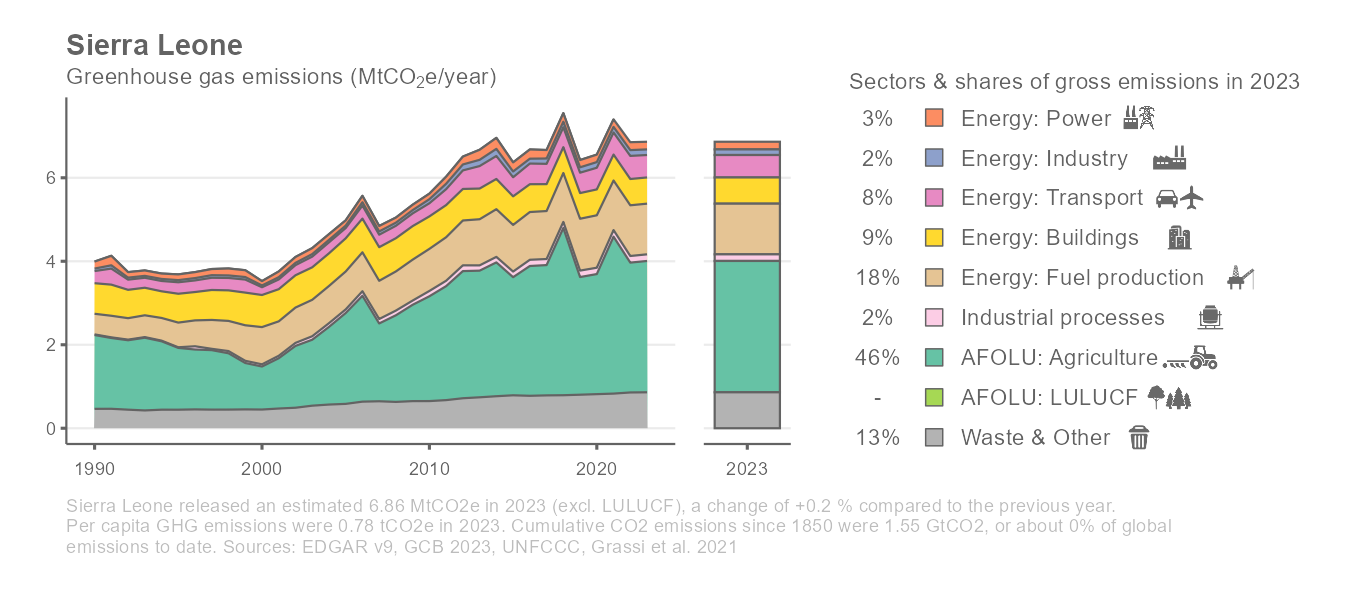 Sierra Leone
Greenhouse gas emissions (MtCO₂e/year)
6
4
2
0
1990
2000
2010
2020
2023
Sectors & shares of gross emissions in 2023
3% Energy: Power
2% Energy: Industry
8% Energy: Transport
9% Energy: Buildings
18% Energy: Fuel production
2% Industrial processes
46% AFOLU: Agriculture
- AFOLU: LULUCF
13% Waste & Other
Sierra Leone released an estimated 6.86 MtCO2e in 2023 (excl. LULUCF), a change of +0.2 % compared to the previous year.
Per capita GHG emissions were 0.78 tCO2e in 2023. Cumulative CO2 emissions since 1850 were 1.55 GtCO2, or about 0% of global
emissions to date. Sources: EDGAR v9, GCB 2023, UNFCCC, Grassi et al. 2021